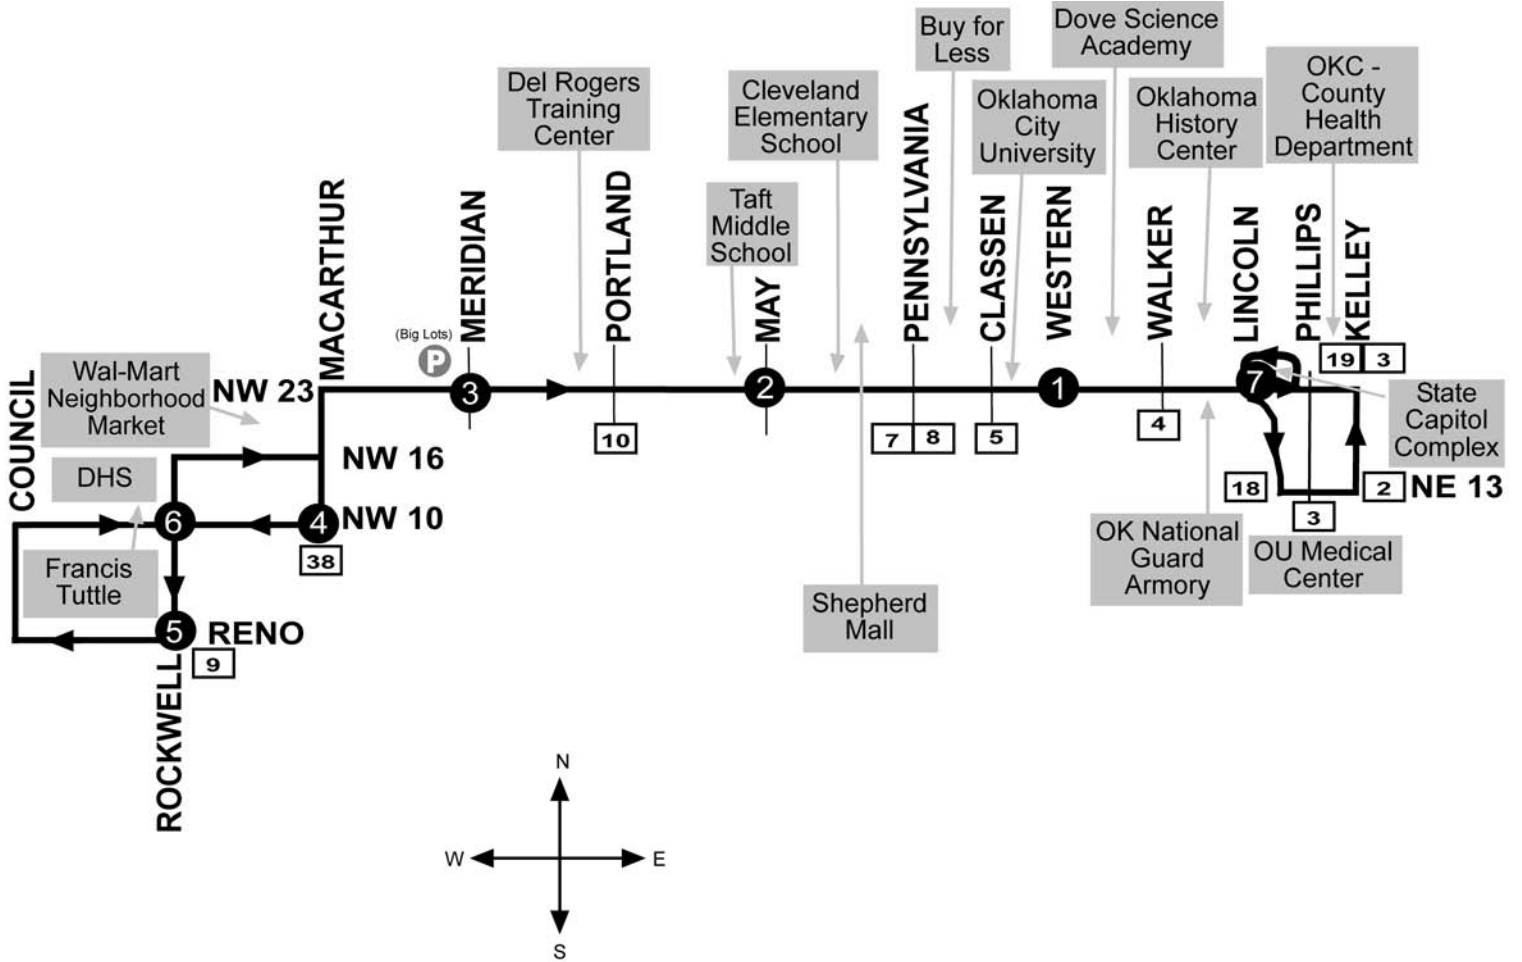 Buy for
Less
Dove Science
Academy
OKC -
County
Health
Department
Del Rogers
Training
Center
Cleveland
Elementary
School
Oklahoma
City
University
Oklahoma
History
Center
Taft
Middle
School
MACARTHUR
MERIDIAN
PORTLAND
MAY
PENNSYLVANIA
CLASSEN
WESTERN
WALKER
LINCOLN
PHILLIPS
KELLEY
(Big Lots)
P
19
3
Wal-Mart
Neighborhood
Market
NW 23
3
2
1
7
State
Capitol
Complex
COUNCIL
10
7
8
5
4
NW 16
DHS
18
2
NE 13
6
4
NW 10
3
38
OK National
Guard
Armory
OU Medical
Center
Francis
Tuttle
Shepherd
Mall
5
RENO
9
ROCKWELL
N
W
E
S